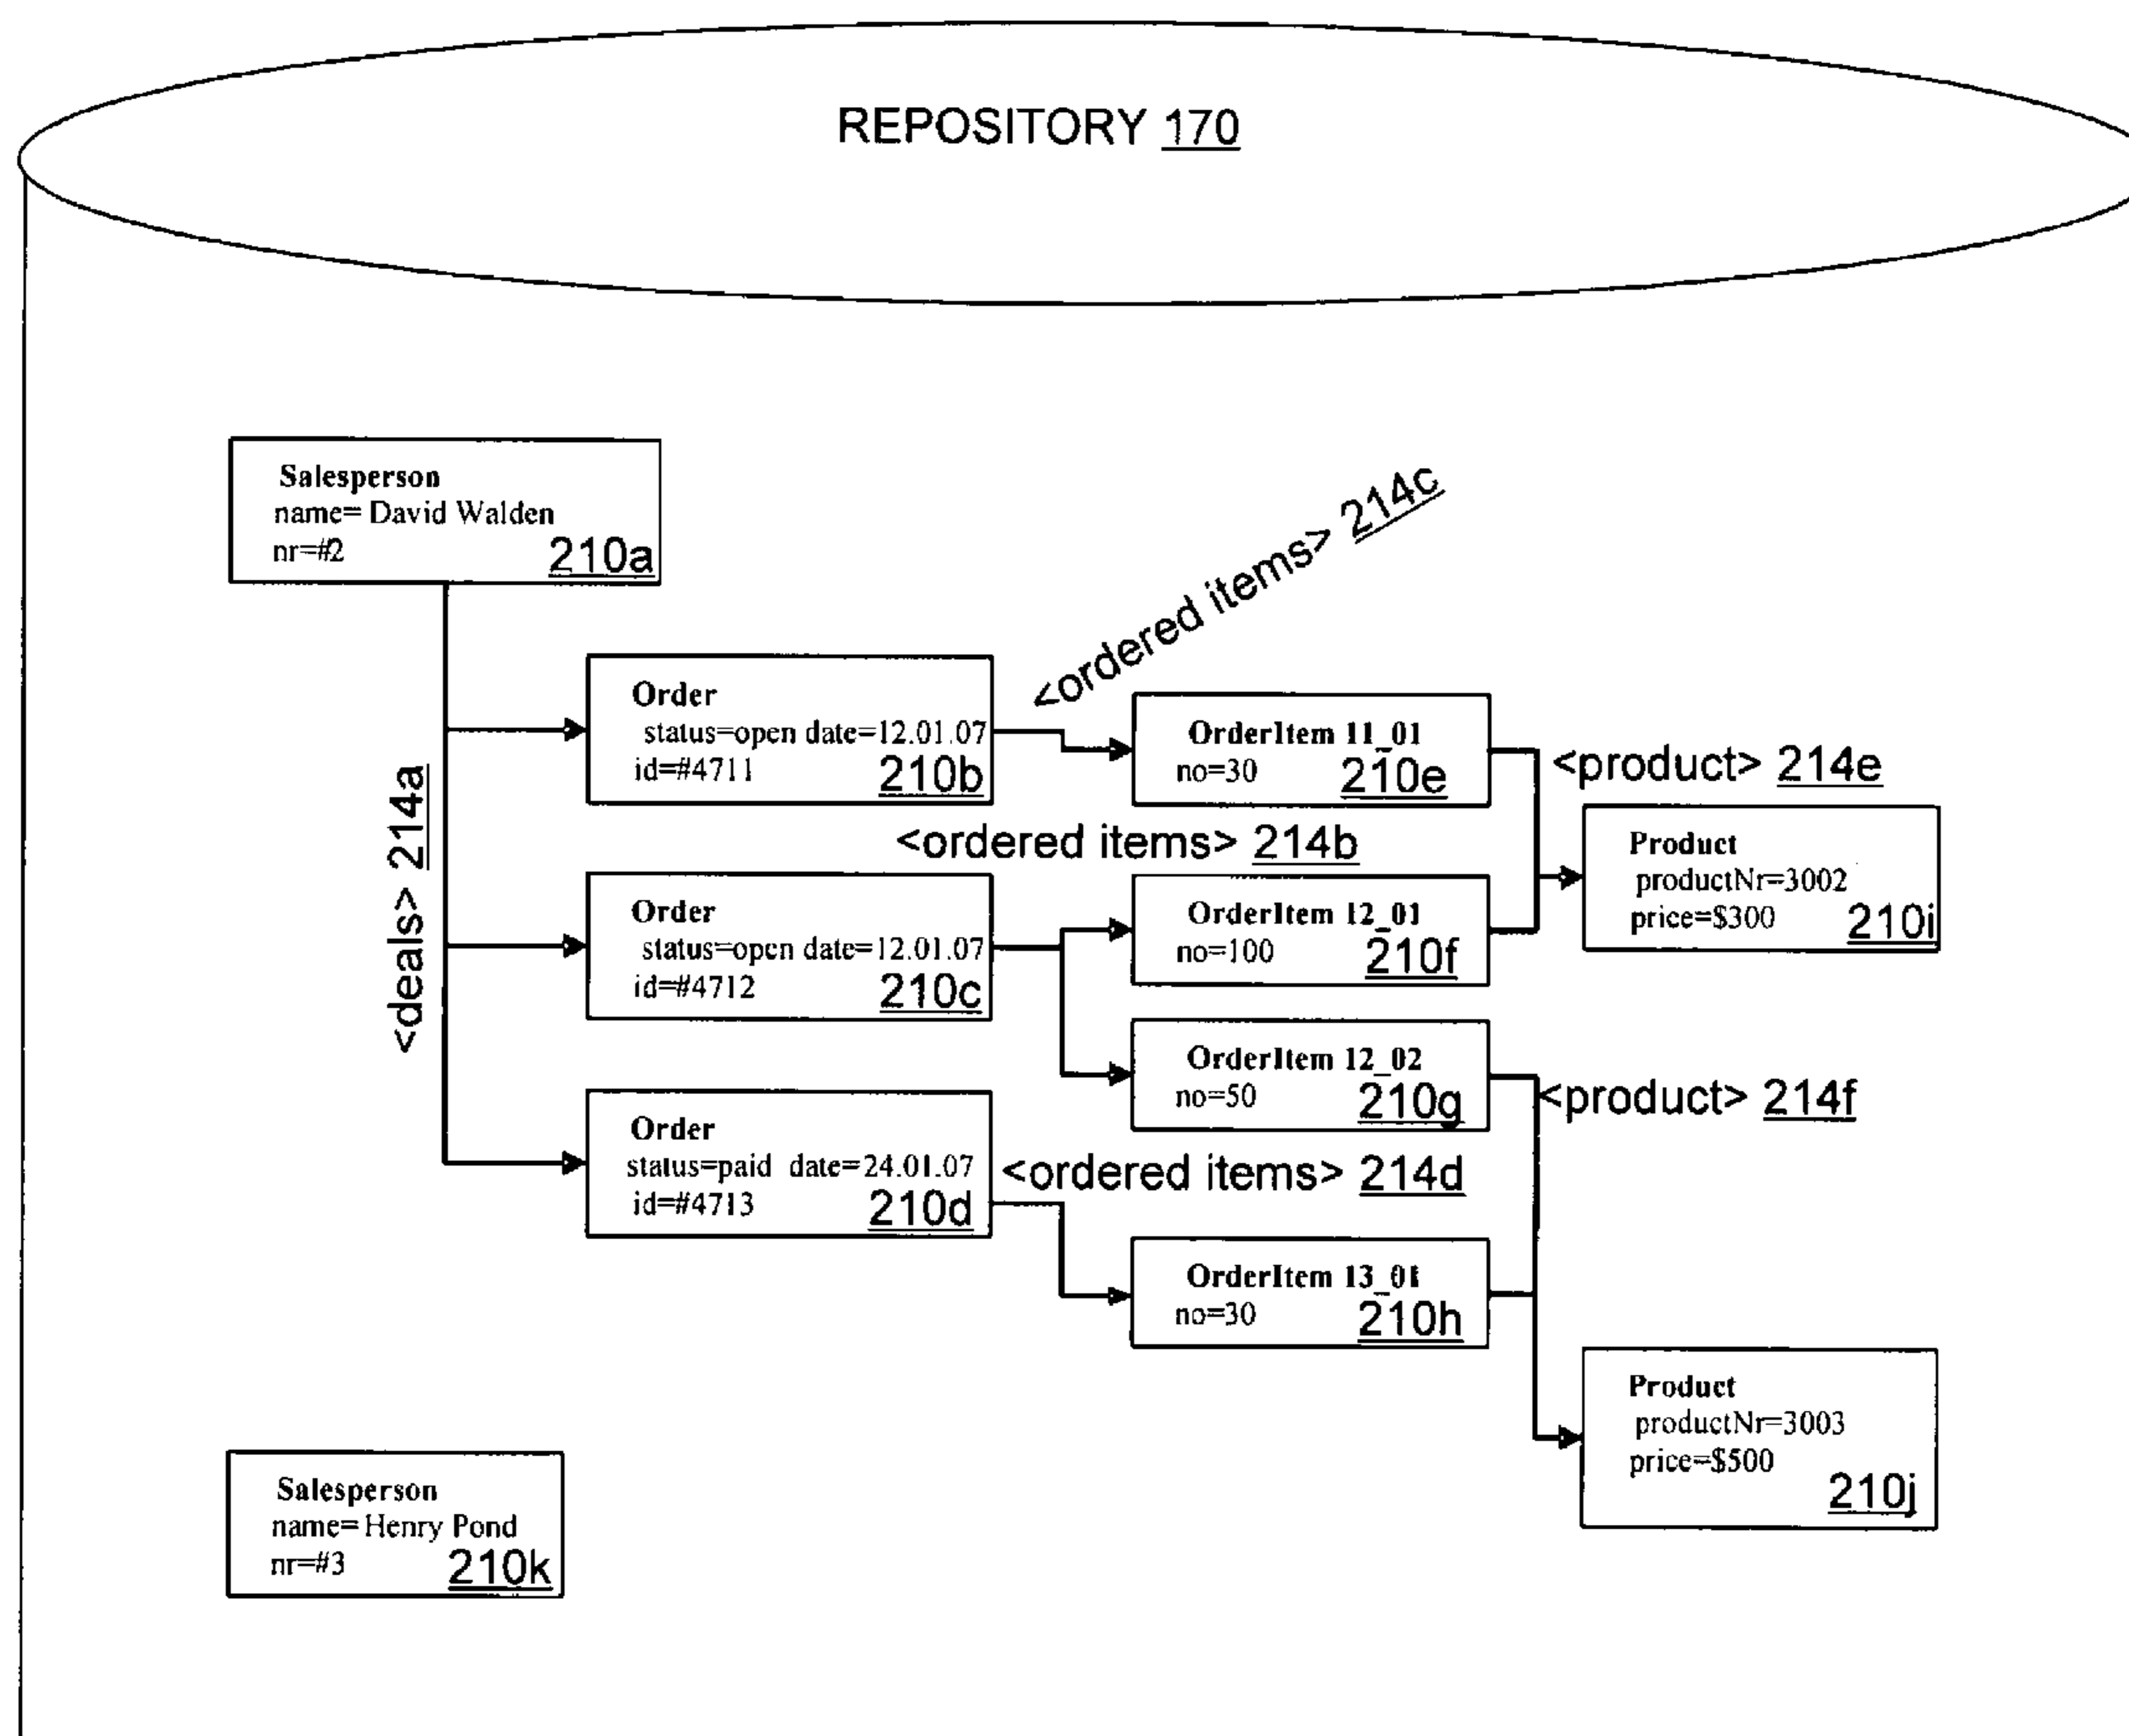 REPOSITORY 170
Salesperson
name= David Walden
nr=#2 210a
<deals> 214a
Order
status=open date=12.01.07
id=#4711 210b
<ordered items> 214c
OrderItem 11_01
no=30 210e
<product> 214e
<ordered items> 214b
Product
productNr=3002
price=$300 210i
Order
status=open date=12.01.07
id=#4712 210c
OrderItem 12_01
no=100 210f
OrderItem 12_02
no=50 210g
<product> 214f
Order
status=paid date=24.01.07
id=#4713 210d
<ordered items> 214d
OrderItem 13_01
no=30 210h
Product
productNr=3003
price=$500
210j
Salesperson
name= Henry Pond
nr=#3 210k